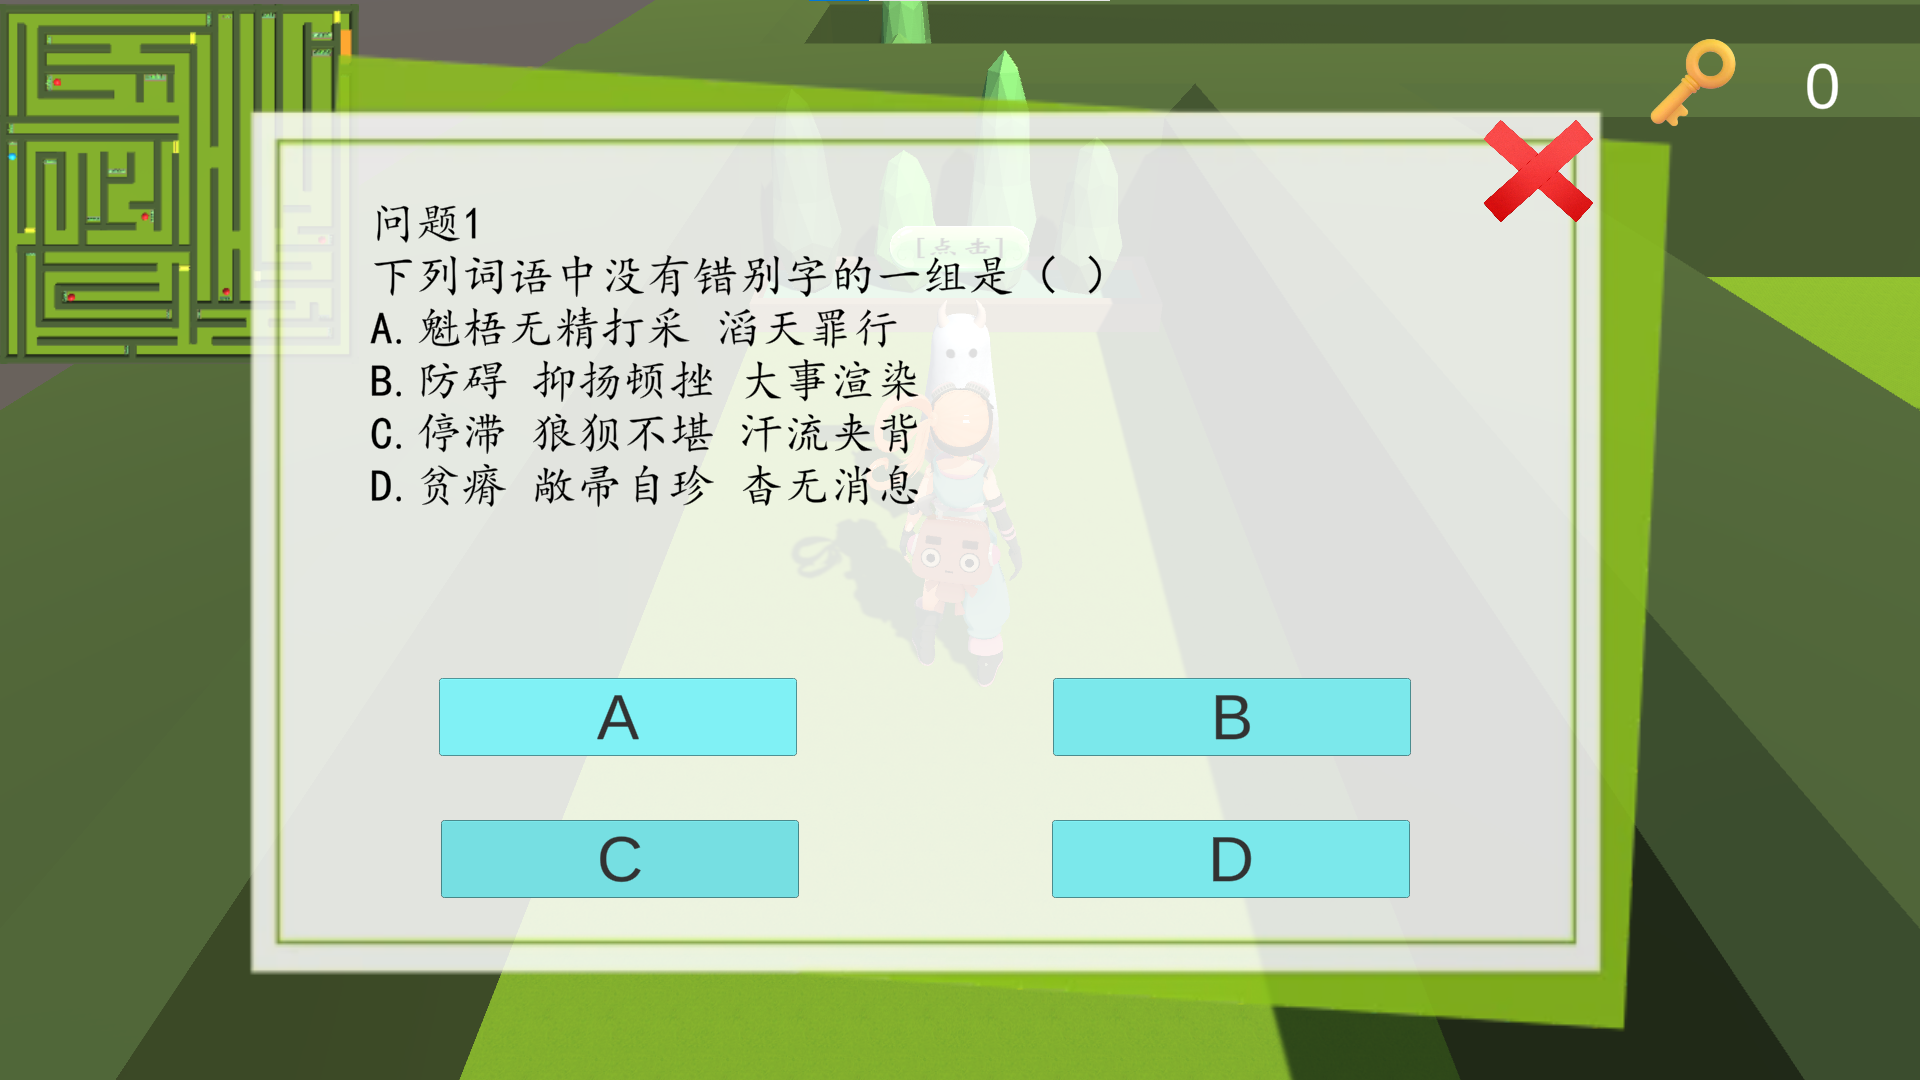 0
[点击]
问题1
下列词语中没有错别字的一组是（ ）
A.魁梧无精打采 滔天罪行
B.防碍 抑扬顿挫 大事渲染
C.停滞 狼狈不堪 汗流夹背
D.贫瘠 敝帚自珍 杳无消息
A
B
C
D